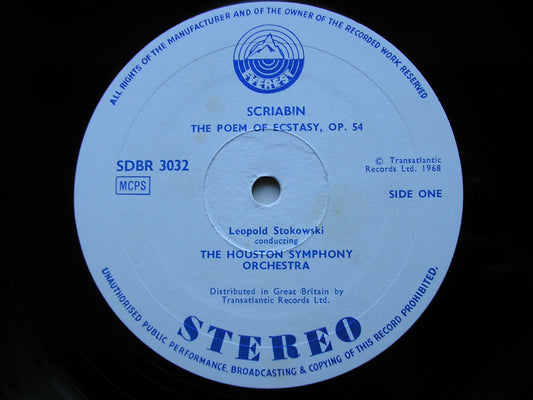 ALL RIGHTS OF THE MANUFACTURER AND OF THE OWNER OF THE RECORDED WORK RESERVED
EVEREST
SCRIABIN
THE POEM OF ECSTASY, OP. 54
SDBR 3032
MCPS
© Transatlantic
Records Ltd. 1968
SIDE ONE
Leopold Stokowski
conducting
THE HOUSTON SYMPHONY
ORCHESTRA
Distributed in Great Britain by
Transatlantic Records Ltd.
STEREO
UNAUTHORISED PUBLIC PERFORMANCE, BROADCASTING & COPYING OF THIS RECORD PROHIBITED.